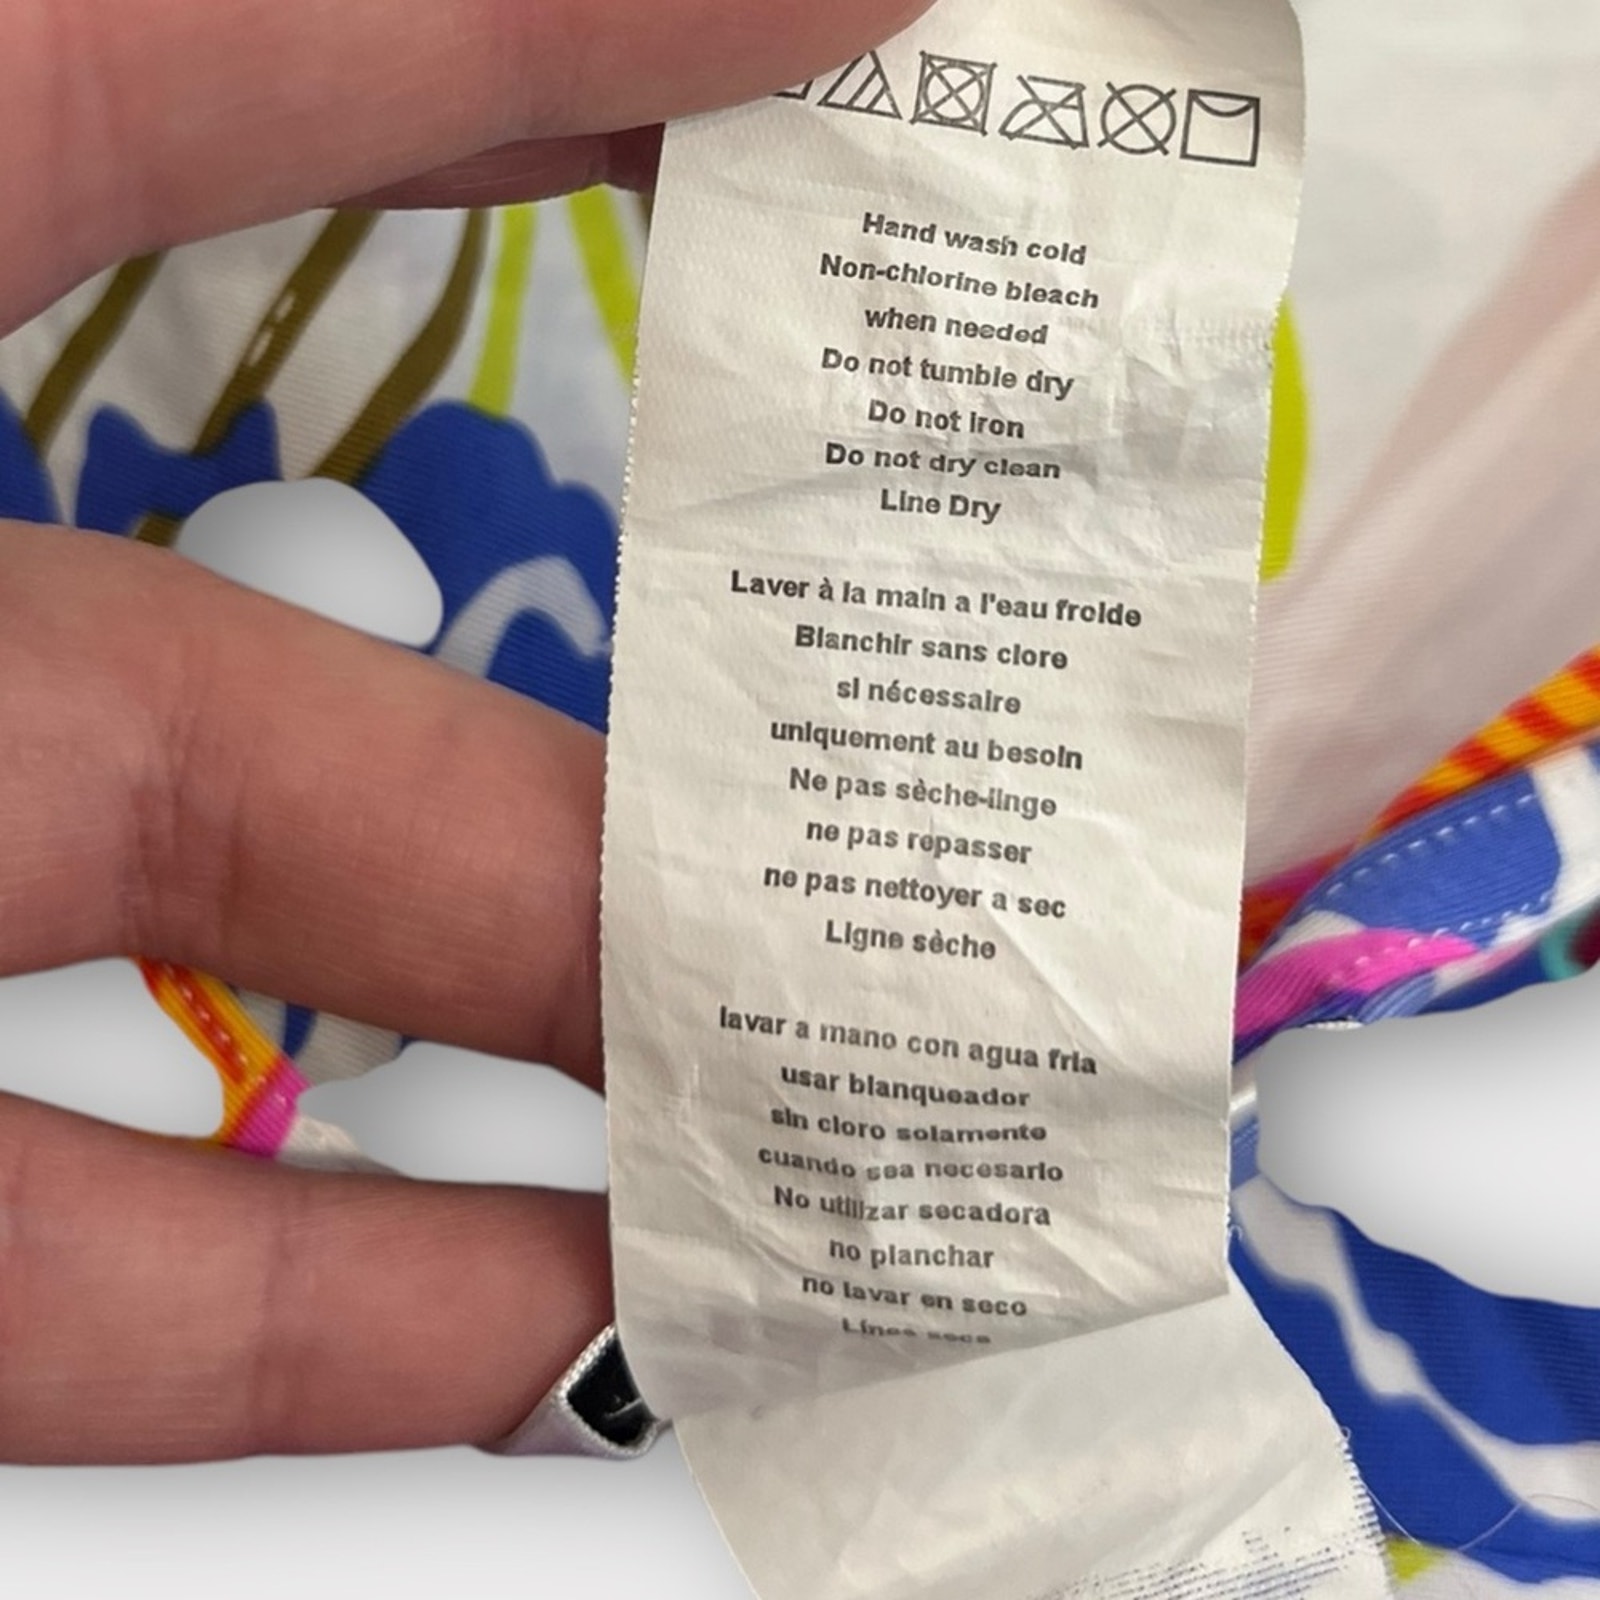 Hand wash cold
Non-chlorine bleach
when needed
Do not tumble dry
Do not iron
Do not dry clean
Line Dry
Laver à la main a l'eau froide
Blanchir sans clore
si nécessaire
uniquement au besoin
Ne pas sèche-linge
ne pas repasser
ne pas nettoyer a sec
Ligne sèche
lavar a mano con agua fria
usar blanqueador
sin cloro solamente
cuando sea necesario
No utilizar secadora
no planchar
no lavar en seco
Línea seca